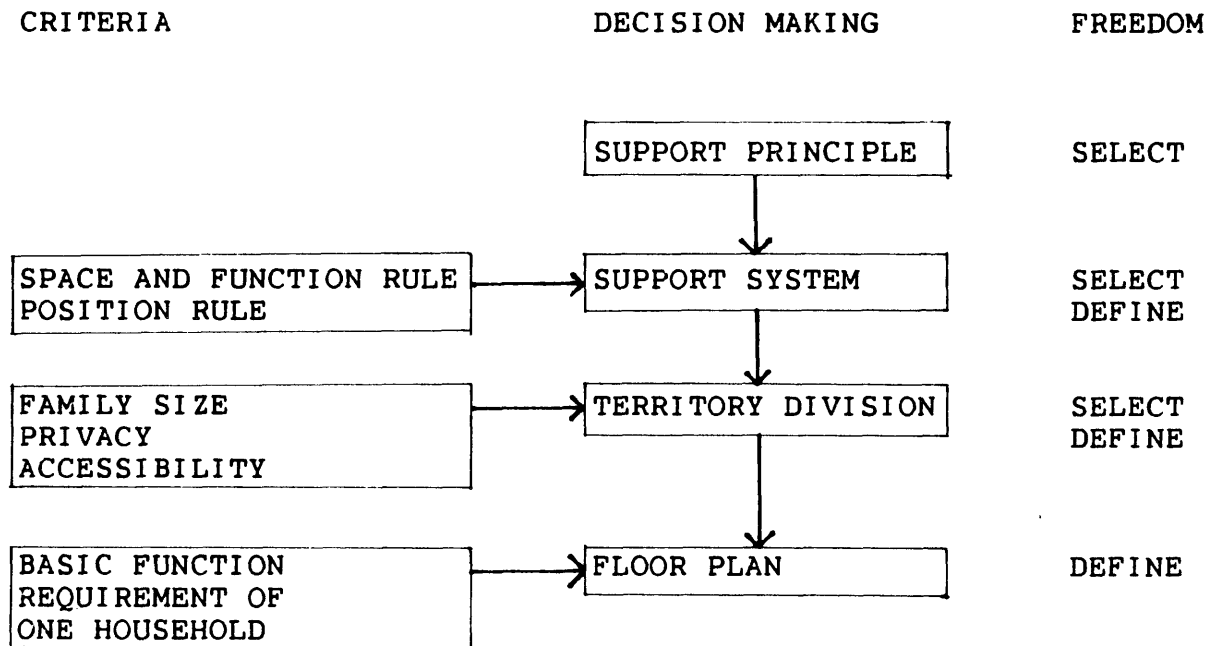 CRITERIA DECISION MAKING FREEDOM
SUPPORT PRINCIPLE SELECT
SPACE AND FUNCTION RULE SUPPORT SYSTEM SELECT
POSITION RULE DEFINE
FAMILY SIZE TERRITORY DIVISION SELECT
PRIVACY DEFINE
ACCESSIBILITY
BASIC FUNCTION FLOOR PLAN DEFINE
REQUIREMENT OF
ONE HOUSEHOLD